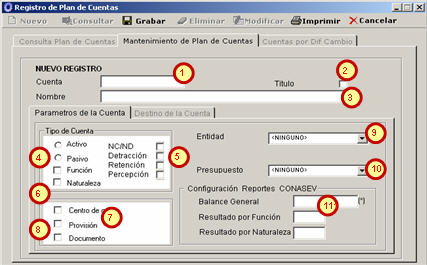 Registro de Plan de Cuentas
Nuevo Consultar Grabar Eliminar Modificar Imprimir Cancelar
Consulta Plan de Cuentas Mantenimiento de Plan de Cuentas Cuentas por Dif Cambio
NUEVO REGISTRO
Cuenta 1 Título 2
Nombre 3
Parametros de la Cuenta Destino de la Cuenta
Tipo de Cuenta
Activo NC/ND Entidad <NINGUNO> 9
4 Pasivo Detracción 5
Función Retención Presupuesto <NINGUNO> 10
Naturaleza Percepción
6 Configuración Reportes CONASEV
Centro de 7 Balance General 11 (*)
8 Provisión Resultado por Función
Documento Resultado por Naturaleza